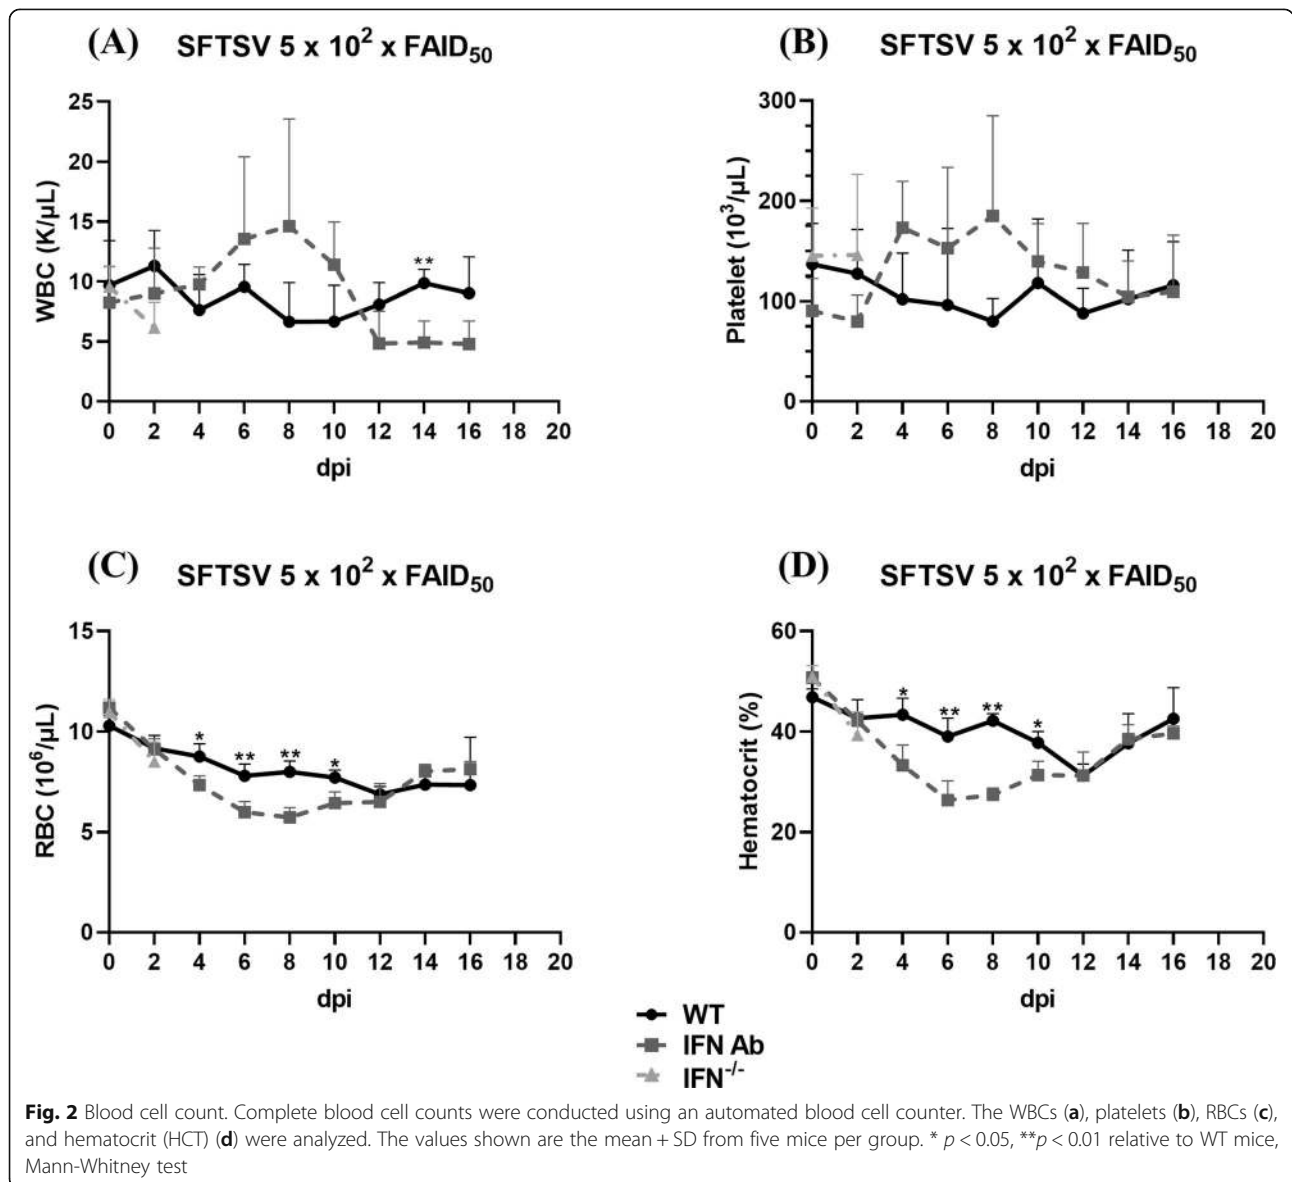 (A) SFTSV 5 x 10² x FAID₅₀
WBC (K/µL)
25
20
15
10
5
0
**
0 2 4 6 8 10 12 14 16 18 20
dpi
(B) SFTSV 5 x 10² x FAID₅₀
Platelet (10³/µL)
300
200
100
0
0 2 4 6 8 10 12 14 16 18 20
dpi
(C) SFTSV 5 x 10² x FAID₅₀
RBC (10⁶/µL)
15
10
5
0
* ** ** *
0 2 4 6 8 10 12 14 16 18 20
dpi
(D) SFTSV 5 x 10² x FAID₅₀
Hematocrit (%)
60
40
20
0
* ** ** *
0 2 4 6 8 10 12 14 16 18 20
dpi
WT
IFN Ab
IFN⁻/⁻
Fig. 2 Blood cell count. Complete blood cell counts were conducted using an automated blood cell counter. The WBCs (a), platelets (b), RBCs (c),
and hematocrit (HCT) (d) were analyzed. The values shown are the mean + SD from five mice per group. * p < 0.05, **p < 0.01 relative to WT mice,
Mann-Whitney test